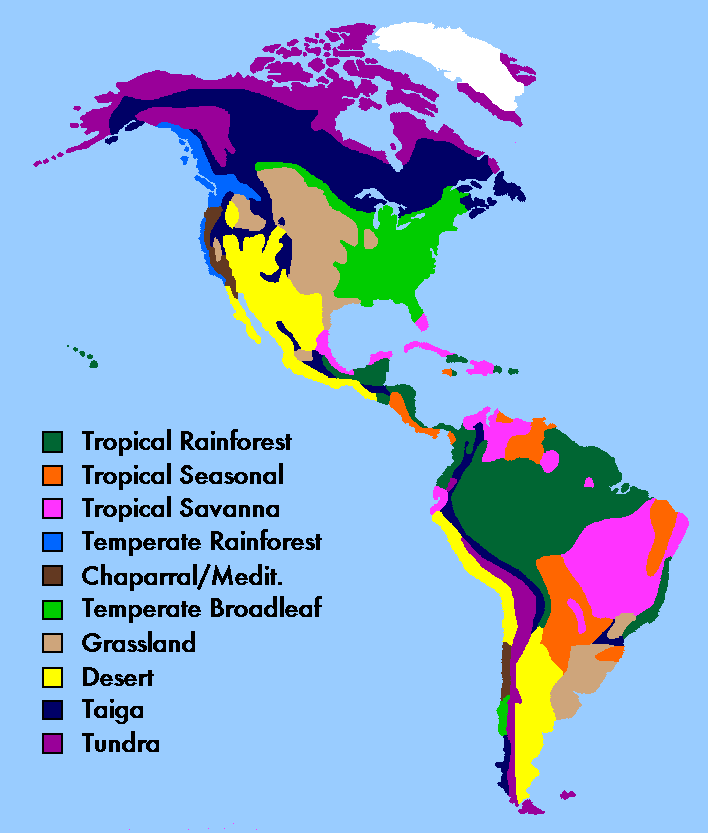 Tropical Rainforest
Tropical Seasonal
Tropical Savanna
Temperate Rainforest
Chaparral/Medit.
Temperate Broadleaf
Grassland
Desert
Taiga
Tundra